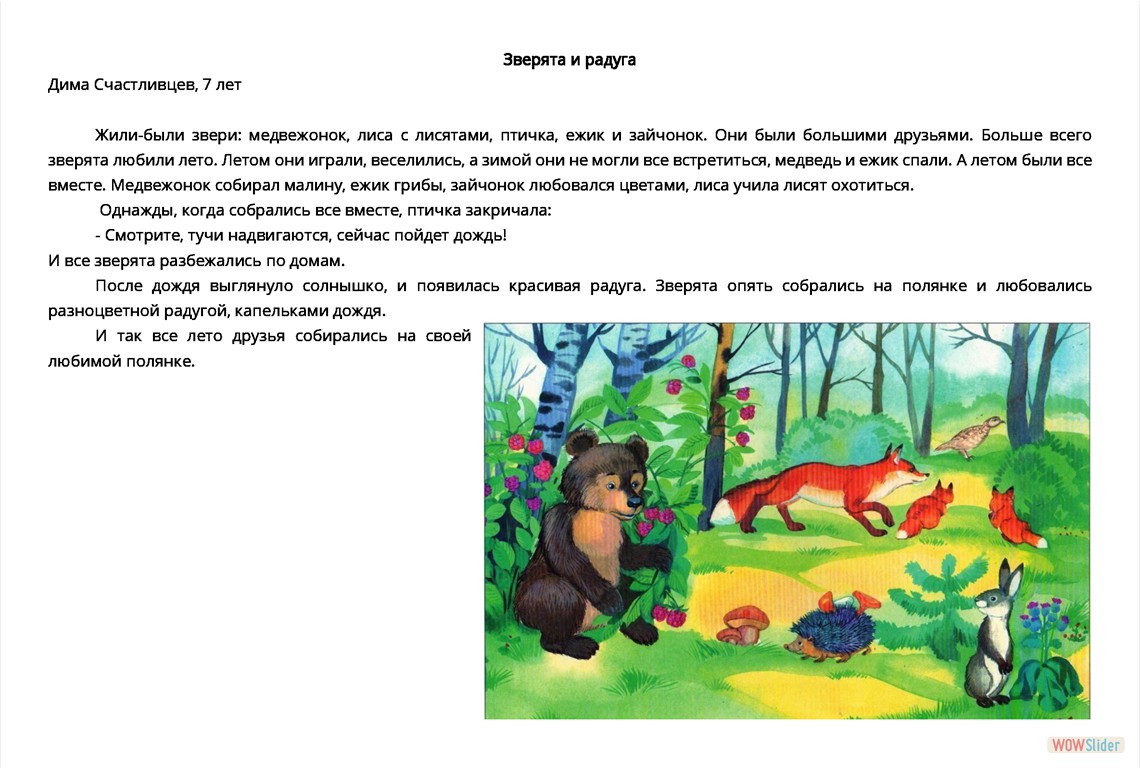 Зверята и радуга
Дима Счастливцев, 7 лет
Жили-были звери: медвежонок, лиса с лисятами, птичка, ежик и зайчонок. Они были большими друзьями. Больше всего
зверята любили лето. Летом они играли, веселились, а зимой они не могли все встретиться, медведь и ежик спали. А летом были все
вместе. Медвежонок собирал малину, ежик грибы, зайчонок любовался цветами, лиса учила лисят охотиться.
Однажды, когда собрались все вместе, птичка закричала:
- Смотрите, тучи надвигаются, сейчас пойдет дождь!
И все зверята разбежались по домам.
После дождя выглянуло солнышко, и появилась красивая радуга. Зверята опять собрались на полянке и любовались
разноцветной радугой, капельками дождя.
И так все лето друзья собирались на своей
любимой полянке.
WOWSlider